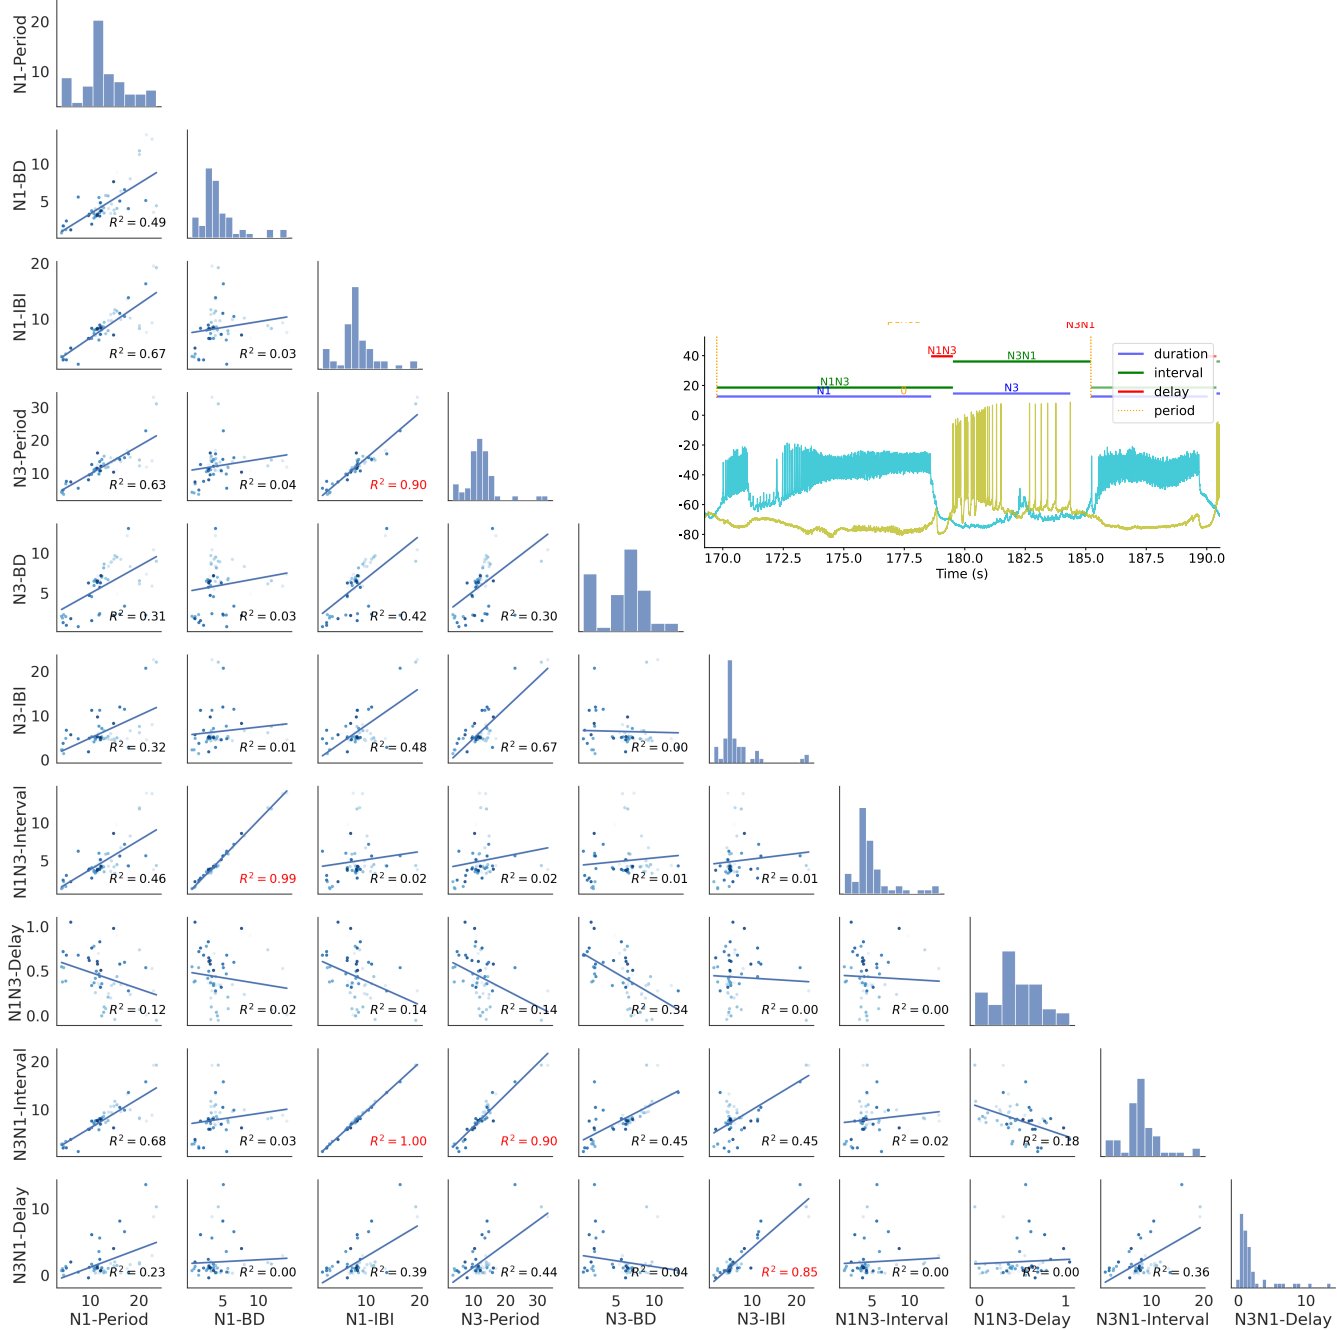 20
10
N1-Period
10
5
N1-BD
R² = 0.49
20
10
N1-IBI
R² = 0.67
R² = 0.03
N3N1
N1N3
N3N1
N1N3
N1
N3
duration
interval
delay
period
40
20
0
-20
-40
-60
-80
170.0 172.5 175.0 177.5 180.0 182.5 185.0 187.5 190.0
Time (s)
30
20
10
N3-Period
R² = 0.63
R² = 0.04
R² = 0.90
10
5
N3-BD
R² = 0.31
R² = 0.03
R² = 0.42
R² = 0.30
20
10
0
N3-IBI
R² = 0.32
R² = 0.01
R² = 0.48
R² = 0.67
R² = 0.00
10
5
N1N3-Interval
R² = 0.46
R² = 0.99
R² = 0.02
R² = 0.02
R² = 0.01
R² = 0.01
1.0
0.5
0.0
N1N3-Delay
R² = 0.12
R² = 0.02
R² = 0.14
R² = 0.14
R² = 0.34
R² = 0.00
R² = 0.00
20
10
N3N1-Interval
R² = 0.68
R² = 0.03
R² = 1.00
R² = 0.90
R² = 0.45
R² = 0.45
R² = 0.02
R² = 0.18
10
0
N3N1-Delay
R² = 0.23
R² = 0.00
R² = 0.39
R² = 0.44
R² = 0.04
R² = 0.85
R² = 0.00
R² = 0.00
R² = 0.36
10 20
5 10
10 20
10 20 30
5 10
0 10 20
5 10
0 1
0 10 20
0 10
N1-Period
N1-BD
N1-IBI
N3-Period
N3-BD
N3-IBI
N1N3-Interval
N1N3-Delay
N3N1-Interval
N3N1-Delay